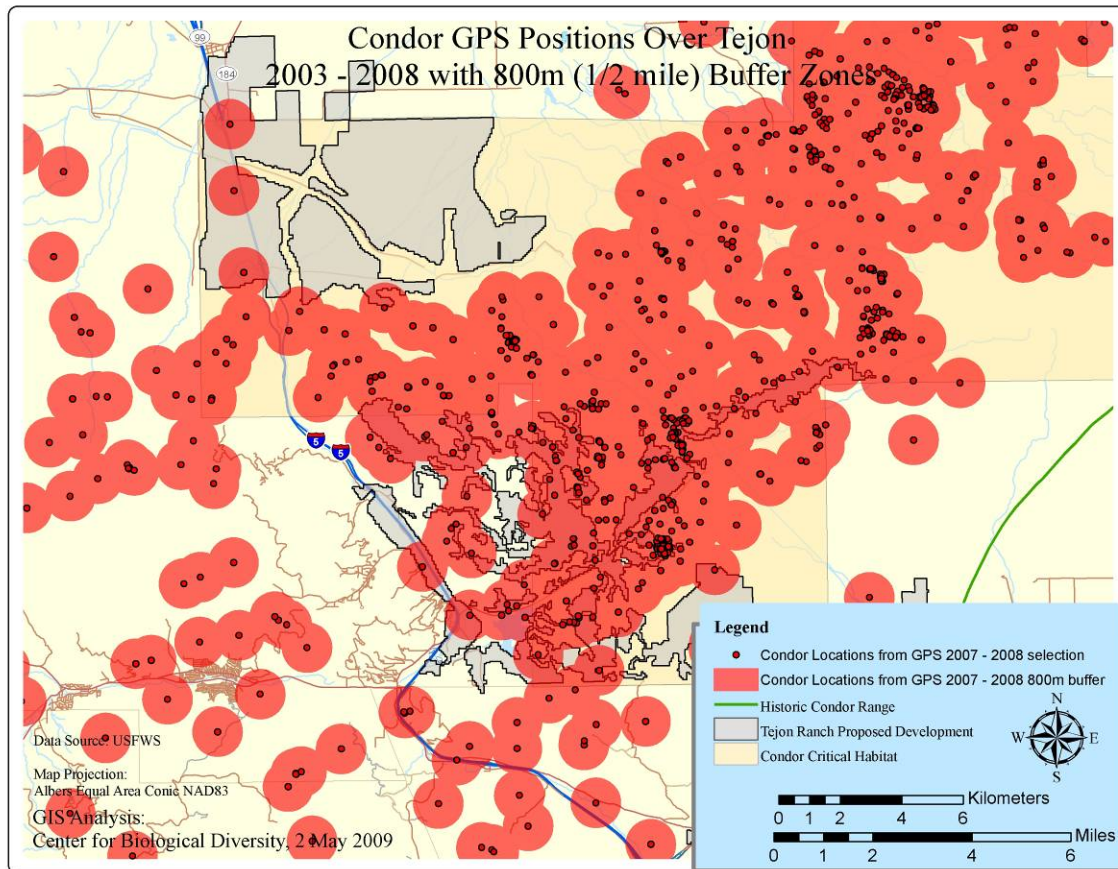 Condor GPS Positions Over Tejon
2003 - 2008 with 800m (1/2 mile) Buffer Zones
99
184
5
5
Data Source: USFWS
Map Projection:
Albers Equal Area Conic NAD83
GIS Analysis:
Center for Biological Diversity, 2 May 2009
Legend
Condor Locations from GPS 2007 - 2008 selection
Condor Locations from GPS 2007 - 2008 800m buffer
Historic Condor Range
Tejon Ranch Proposed Development
Condor Critical Habitat
N
W E
S
Kilometers
0 1 2 4 6
Miles
0 1 2 4 6